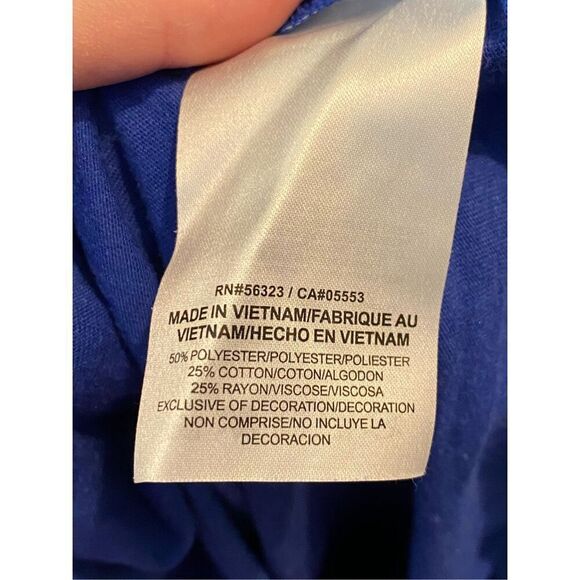 RN#56323 / CA#05553
MADE IN VIETNAM/FABRIQUE AU
VIETNAM/HECHO EN VIETNAM
50% POLYESTER/POLYESTER/POLIESTER
25% COTTON/COTON/ALGODON
25% RAYON/VISCOSE/VISCOSA
EXCLUSIVE OF DECORATION/DECORATION
NON COMPRISE/NO INCLUYE LA
DECORACION